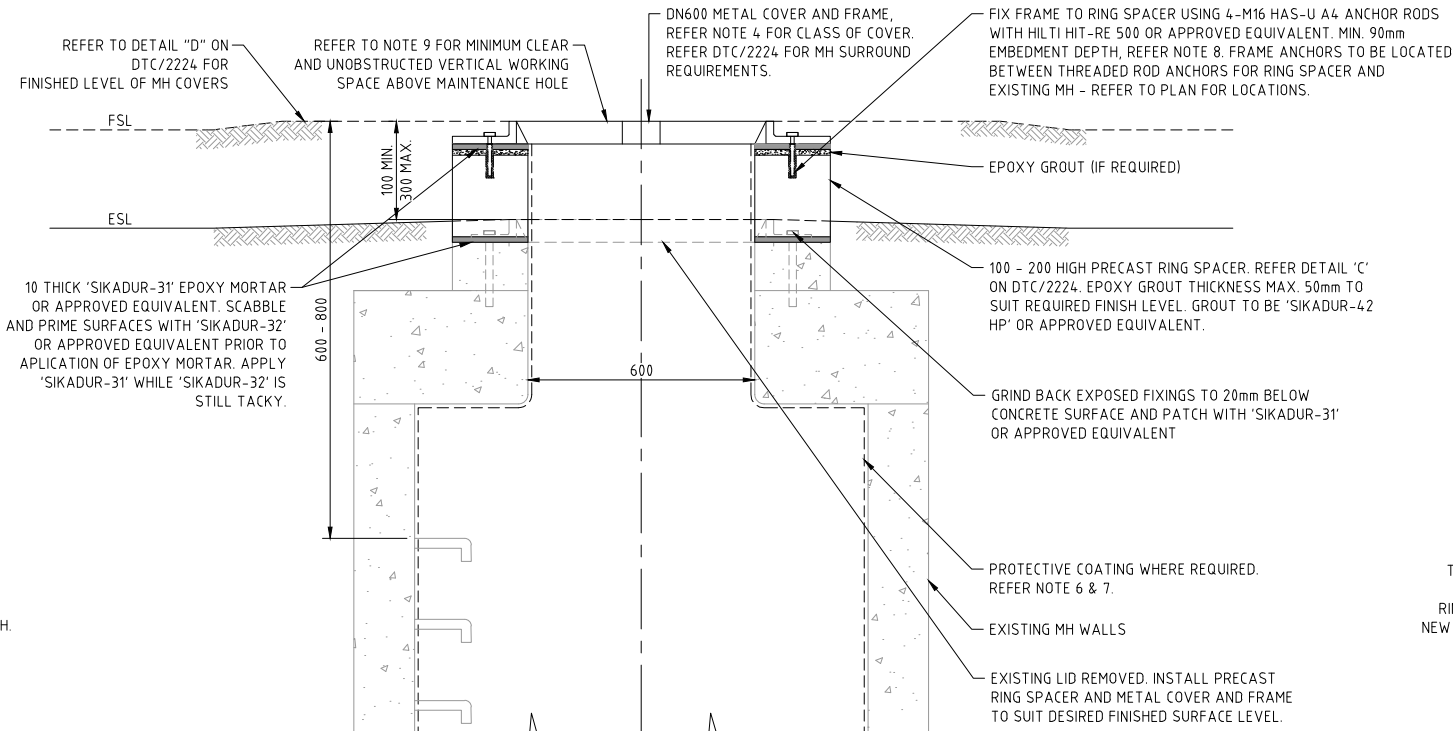 REFER TO DETAIL "D" ON
DTC/2224 FOR
FINISHED LEVEL OF MH COVERS
REFER TO NOTE 9 FOR MINIMUM CLEAR
AND UNOBSTRUCTED VERTICAL WORKING
SPACE ABOVE MAINTENANCE HOLE
DN600 METAL COVER AND FRAME,
REFER NOTE 4 FOR CLASS OF COVER.
REFER DTC/2224 FOR MH SURROUND
REQUIREMENTS.
FIX FRAME TO RING SPACER USING 4-M16 HAS-U A4 ANCHOR RODS
WITH HILTI HIT-RE 500 OR APPROVED EQUIVALENT. MIN. 90mm
EMBEDMENT DEPTH, REFER NOTE 8. FRAME ANCHORS TO BE LOCATED
BETWEEN THREADED ROD ANCHORS FOR RING SPACER AND
EXISTING MH - REFER TO PLAN FOR LOCATIONS.
FSL
100 MIN.
300 MAX.
EPOXY GROUT (IF REQUIRED)
ESL
10 THICK 'SIKADUR-31' EPOXY MORTAR
OR APPROVED EQUIVALENT. SCABBLE
AND PRIME SURFACES WITH 'SIKADUR-32'
OR APPROVED EQUIVALENT PRIOR TO
APLICATION OF EPOXY MORTAR. APPLY
'SIKADUR-31' WHILE 'SIKADUR-32' IS
STILL TACKY.
600 - 800
100 - 200 HIGH PRECAST RING SPACER. REFER DETAIL 'C'
ON DTC/2224. EPOXY GROUT THICKNESS MAX. 50mm TO
SUIT REQUIRED FINISH LEVEL. GROUT TO BE 'SIKADUR-42
HP' OR APPROVED EQUIVALENT.
600
GRIND BACK EXPOSED FIXINGS TO 20mm BELOW
CONCRETE SURFACE AND PATCH WITH 'SIKADUR-31'
OR APPROVED EQUIVALENT
PROTECTIVE COATING WHERE REQUIRED.
REFER NOTE 6 & 7.
EXISTING MH WALLS
EXISTING LID REMOVED. INSTALL PRECAST
RING SPACER AND METAL COVER AND FRAME
TO SUIT DESIRED FINISHED SURFACE LEVEL.
H.
T
RI
NEW